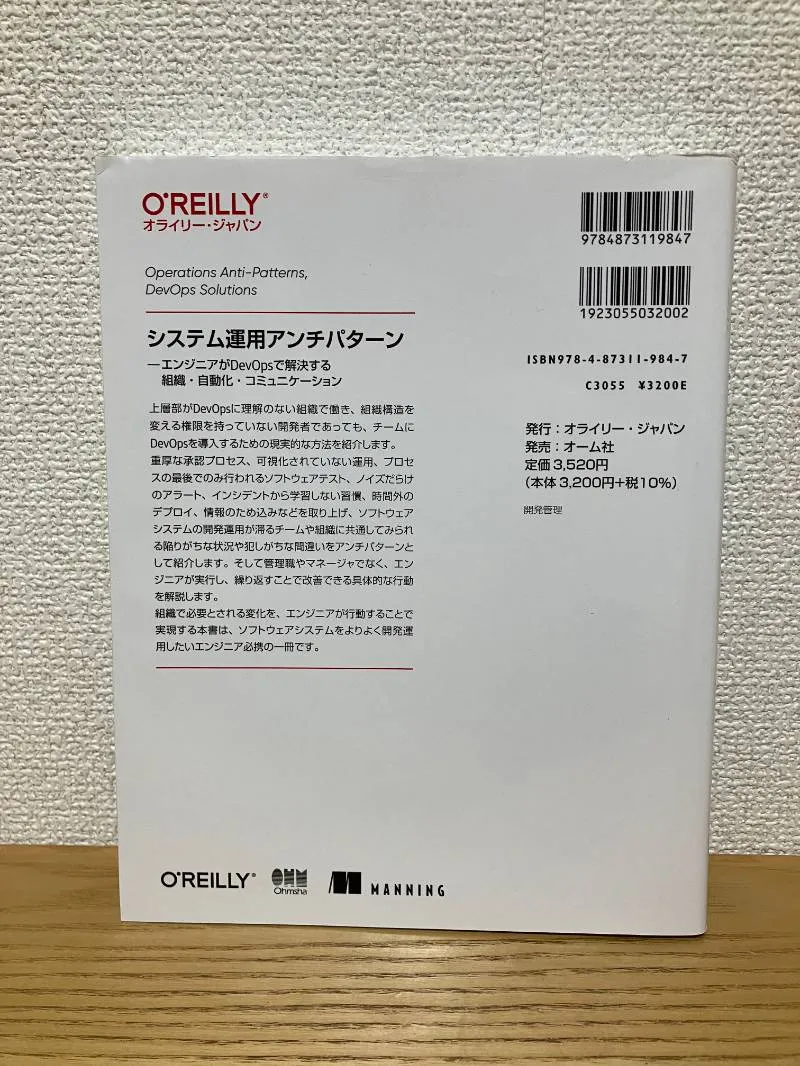 O'REILLY®
オライリー・ジャパン
Operations Anti-Patterns,
DevOps Solutions
システム運用アンチパターン
―エンジニアがDevOpsで解決する
組織・自動化・コミュニケーション
上層部がDevOpsに理解のない組織で働き、組織構造を
変える権限を持っていない開発者であっても、チームに
DevOpsを導入するための現実的な方法を紹介します。
重厚な承認プロセス、可視化されていない運用、プロセ
スの最後でのみ行われるソフトウェアテスト、ノイズだらけ
のアラート、インシデントから学習しない習慣、時間外の
デプロイ、情報のため込みなどを取り上げ、ソフトウェア
システムの開発運用が滞るチームや組織に共通してみられ
る陥りがちな状況や犯しがちな間違いをアンチパターンと
して紹介します。そして管理職やマネージャでなく、エン
ジニアが実行し、繰り返すことで改善できる具体的な行動
を解説します。
組織で必要とされる変化を、エンジニアが行動することで
実現する本書は、ソフトウェアシステムをよりよく開発運
用したいエンジニア必携の一冊です。
9784873119847
1923055032002
ISBN978-4-87311-984-7
C3055 ¥3200E
発行：オライリー・ジャパン
発売：オーム社
定価3,520円
（本体3,200円+税10%）
開発管理
O'REILLY®
OHM
Ohmsha
MANNING